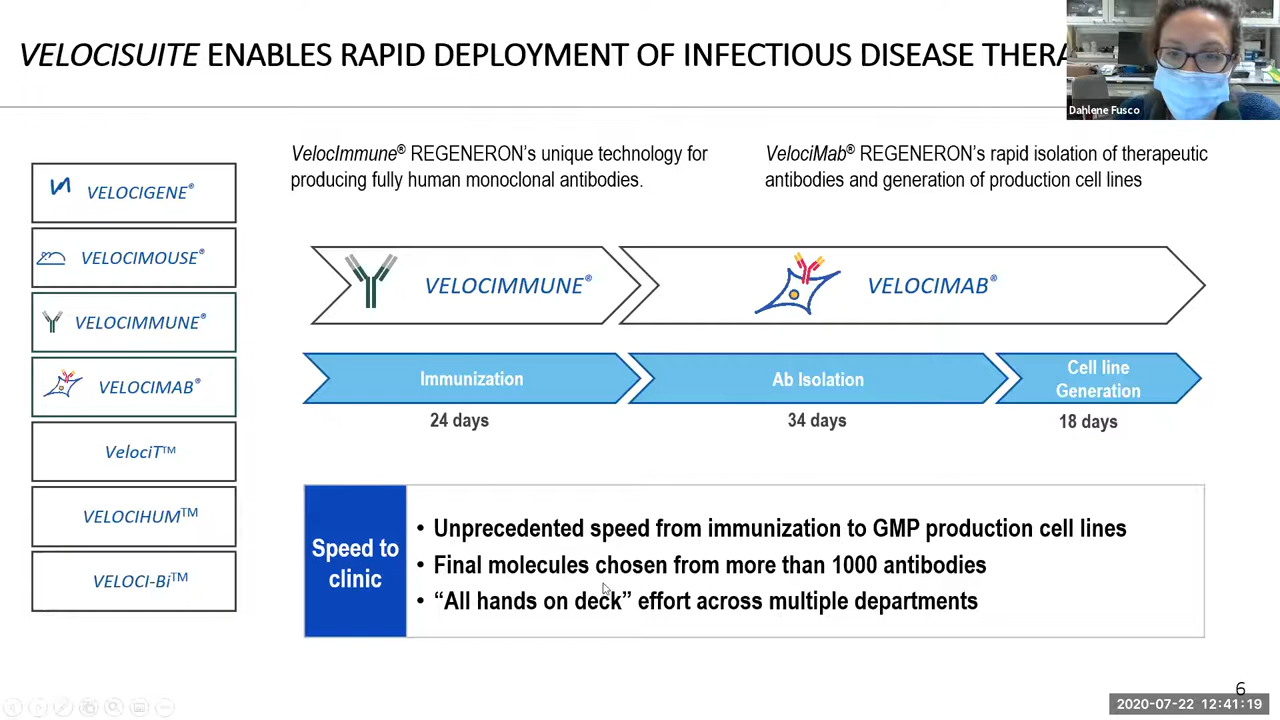 VELOCISUITE ENABLES RAPID DEPLOYMENT OF INFECTIOUS DISEASE
Dahlene Fusco
VelocImmune® REGENERON's unique technology for
producing fully human monoclonal antibodies.
VelociMab® REGENERON's rapid isolation of therapeutic
antibodies and generation of production cell lines
VELOCIGENE®
VELOCIMOUSE®
VELOCIMMUNE®
VELOCIMAB®
VelociT™
VELOCIHUM™
VELOCI-Bi™
VELOCIMMUNE®
VELOCIMAB®
Immunization
Ab Isolation
Cell line
Generation
24 days
34 days
18 days
Speed to
clinic
• Unprecedented speed from immunization to GMP production cell lines
• Final molecules chosen from more than 1000 antibodies
• “All hands on deck” effort across multiple departments
6
2020-07-22 12:41:19